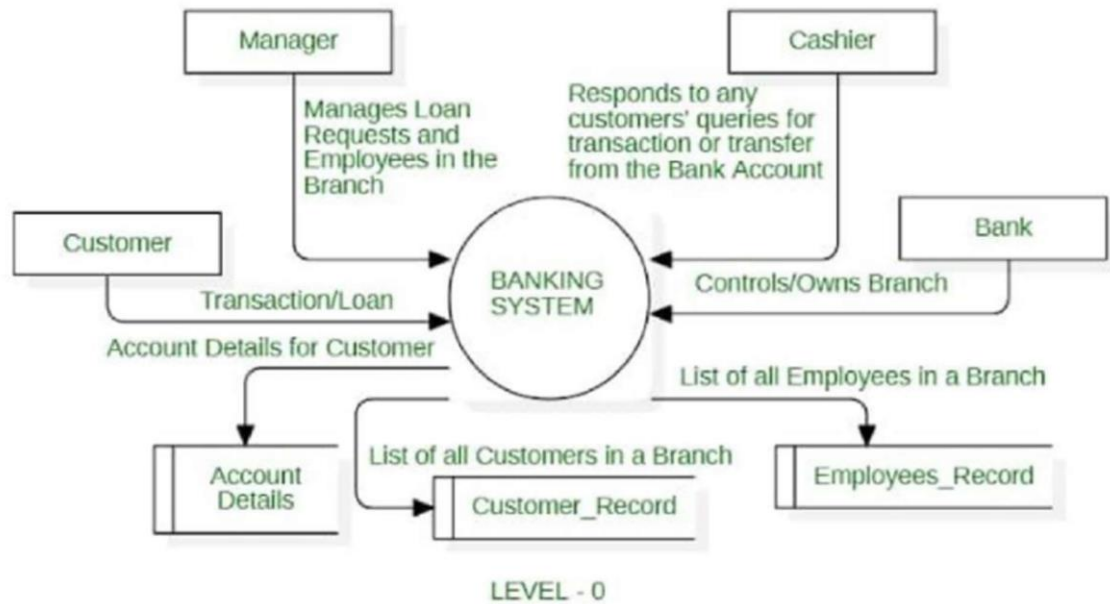 Manager
Cashier
Manages Loan
Requests and
Employees in the
Branch
Responds to any
customers' queries for
transaction or transfer
from the Bank Account
Customer
Bank
BANKING
SYSTEM
Transaction/Loan
Controls/Owns Branch
Account Details for Customer
List of all Employees in a Branch
List of all Customers in a Branch
Account
Details
Customer_Record
Employees_Record
LEVEL - 0